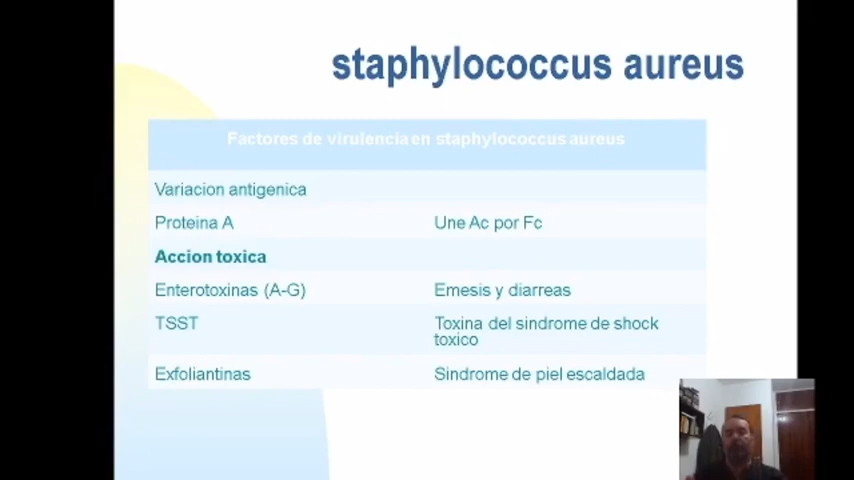 staphylococcus aureus
Factores de virulencia en staphylococcus aureus
Variacion antigenica
Proteina A Une Ac por Fc
Accion toxica
Enterotoxinas (A-G) Emesis y diarreas
TSST Toxina del sindrome de shock
toxico
Exfoliantinas Sindrome de piel escaldada